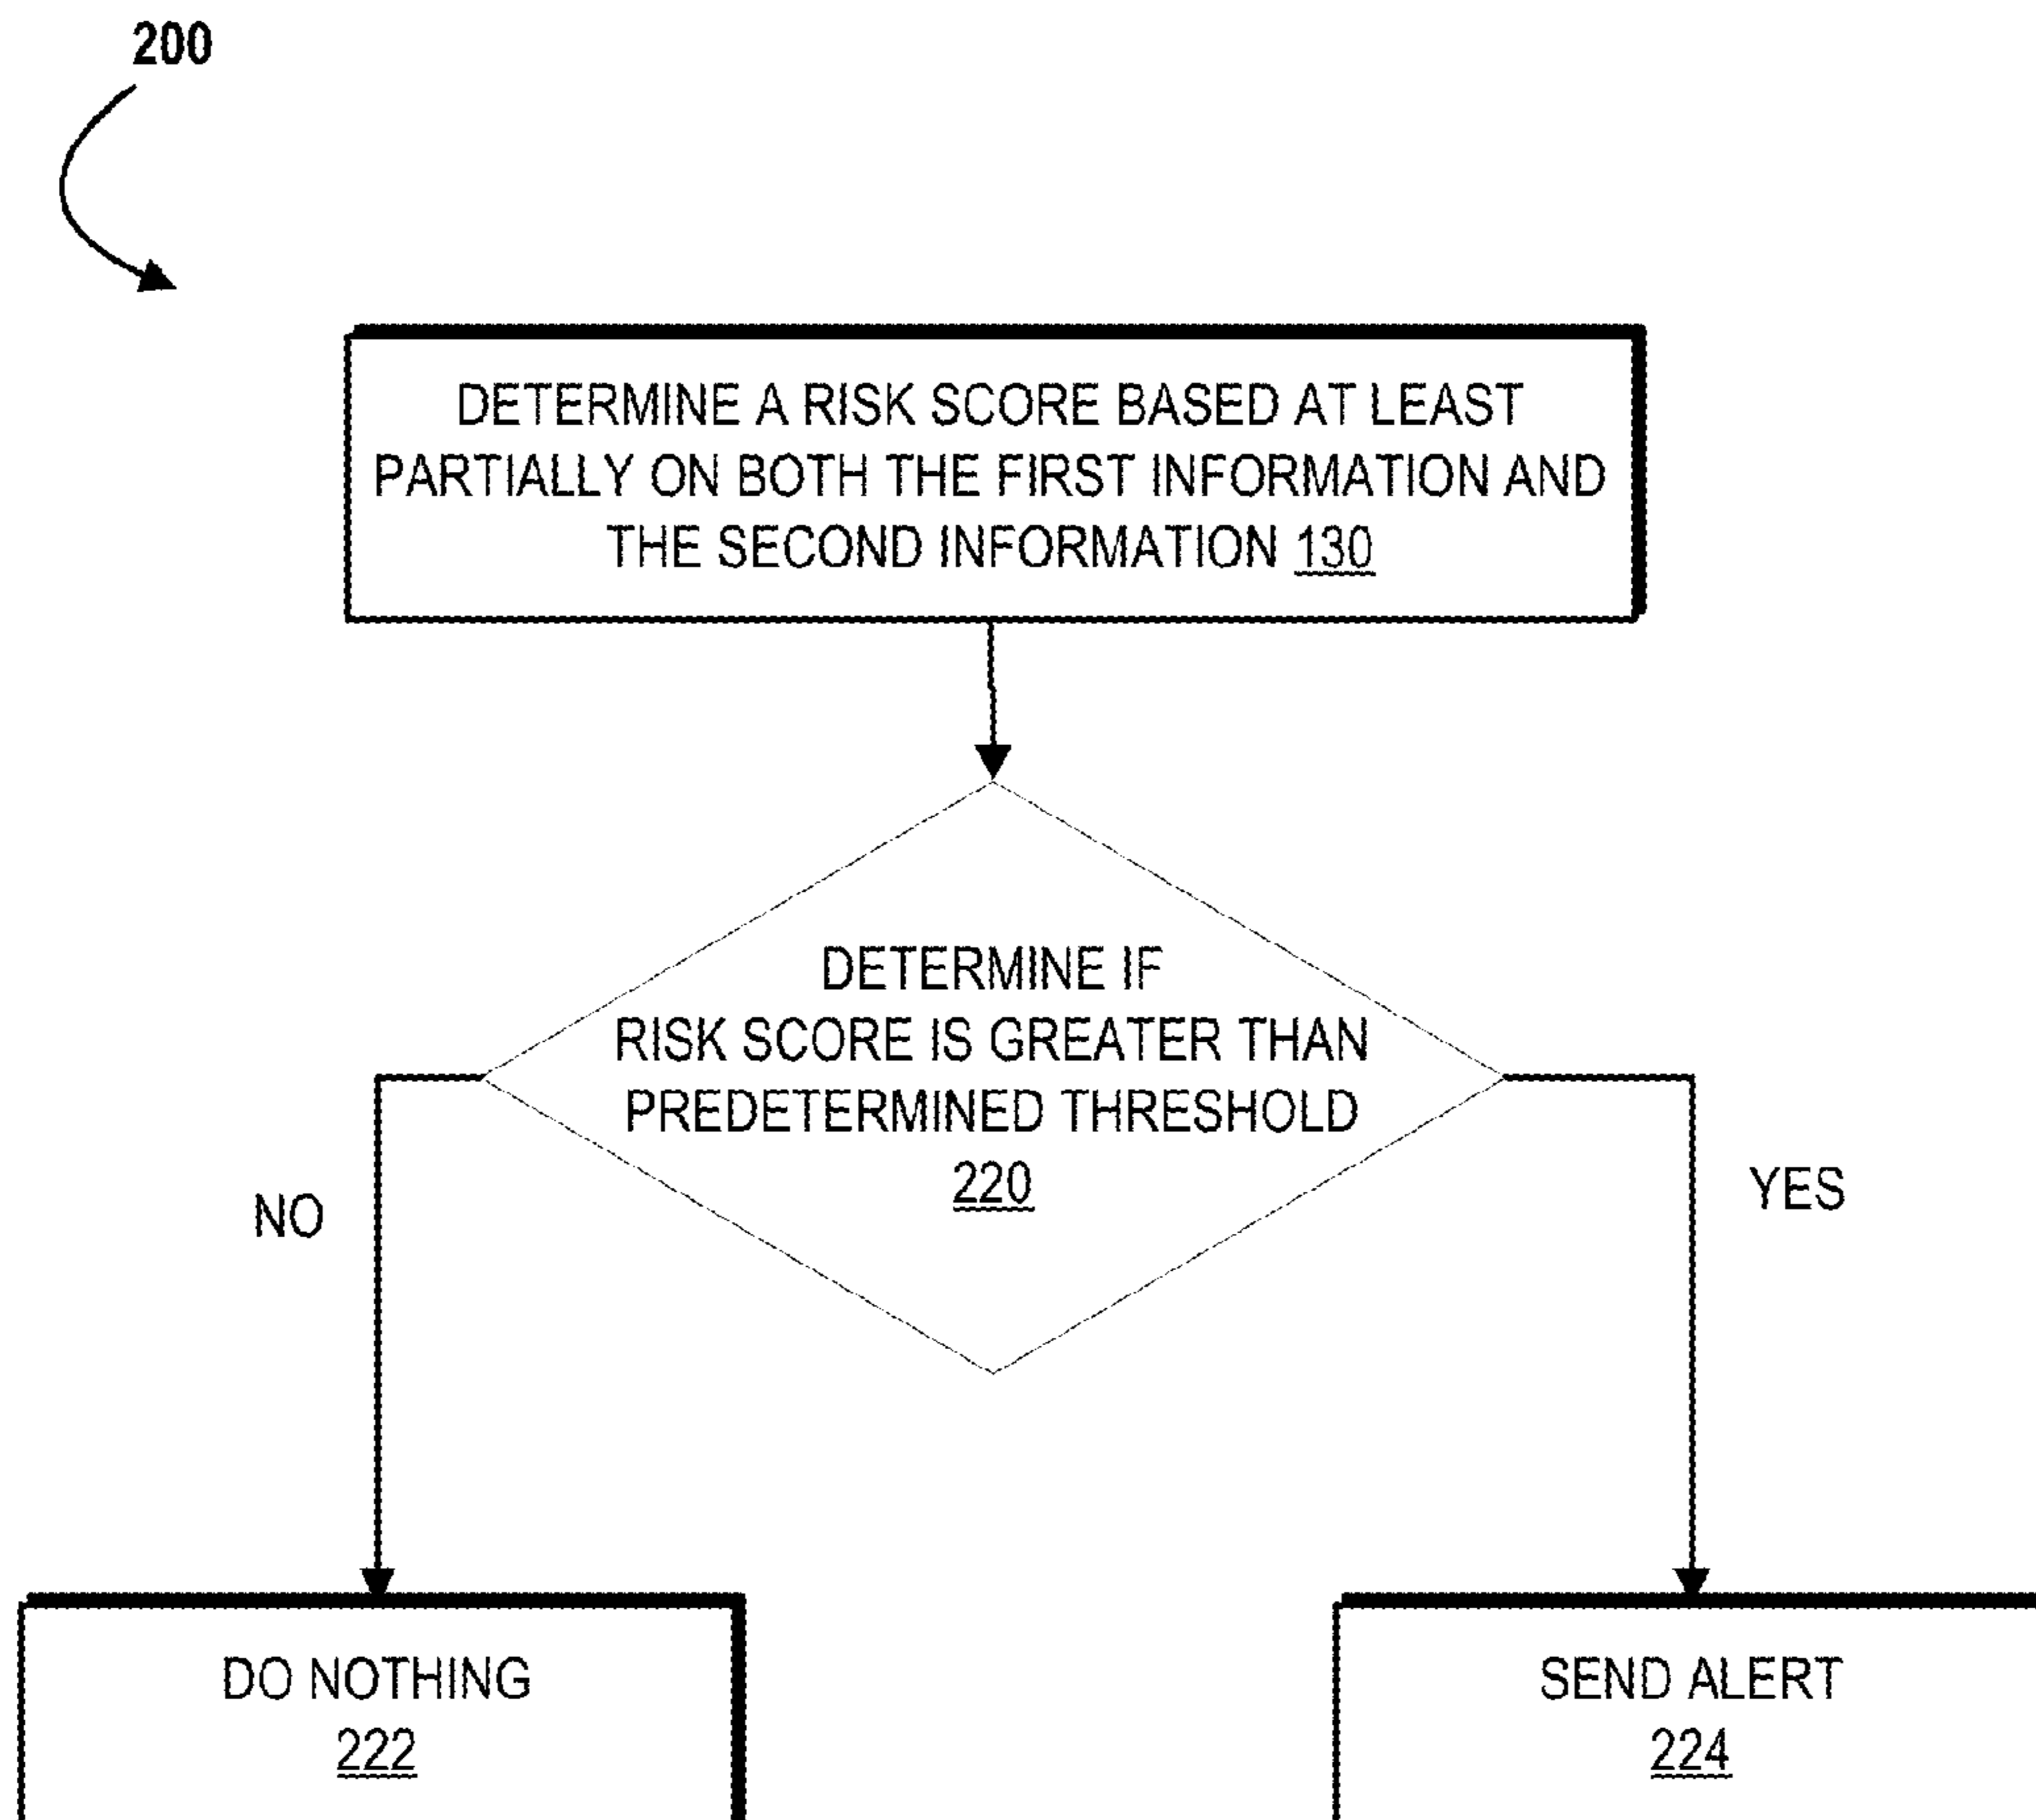 200
DETERMINE A RISK SCORE BASED AT LEAST
PARTIALLY ON BOTH THE FIRST INFORMATION AND
THE SECOND INFORMATION 130
DETERMINE IF
RISK SCORE IS GREATER THAN
PREDETERMINED THRESHOLD
220
NO
YES
DO NOTHING
222
SEND ALERT
224